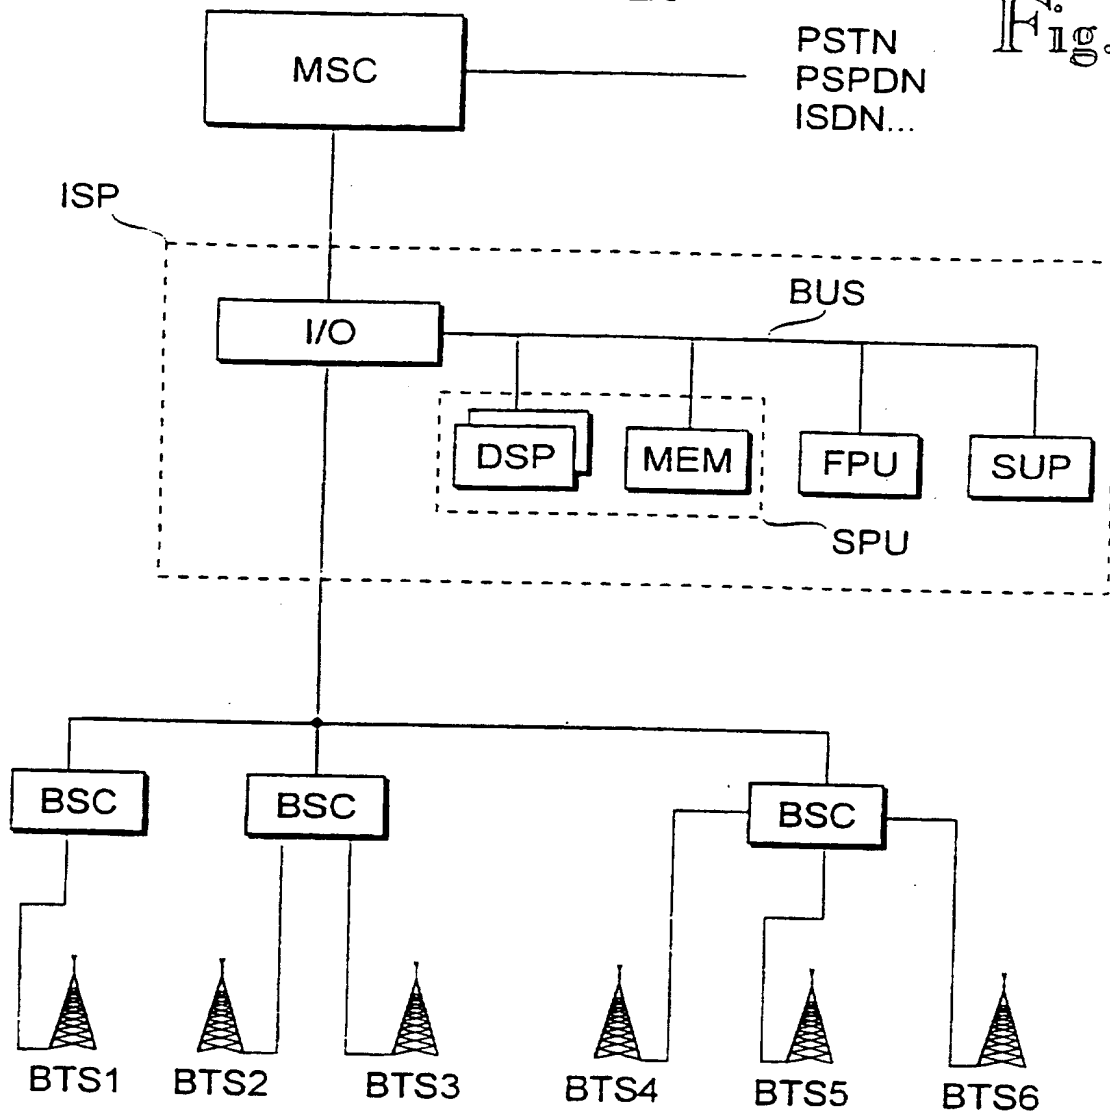 Fig.
MSC
PSTN
PSPDN
ISDN...
ISP
BUS
I/O
DSP
MEM
FPU
SUP
SPU
BSC
BSC
BSC
BTS1
BTS2
BTS3
BTS4
BTS5
BTS6